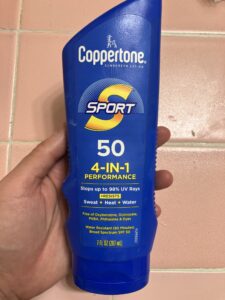 Coppertone.
SUNSCREEN LOTION
SPORT
S
50
4-IN-1
PERFORMANCE
Stops up to 98% UV Rays
+RESISTS
Sweat • Heat • Water
Free of Oxybenzone, Octinoxate,
PABA, Phthalates & Dyes
Water Resistant (80 Minutes)
Broad Spectrum SPF 50
7 FL OZ (207 mL)